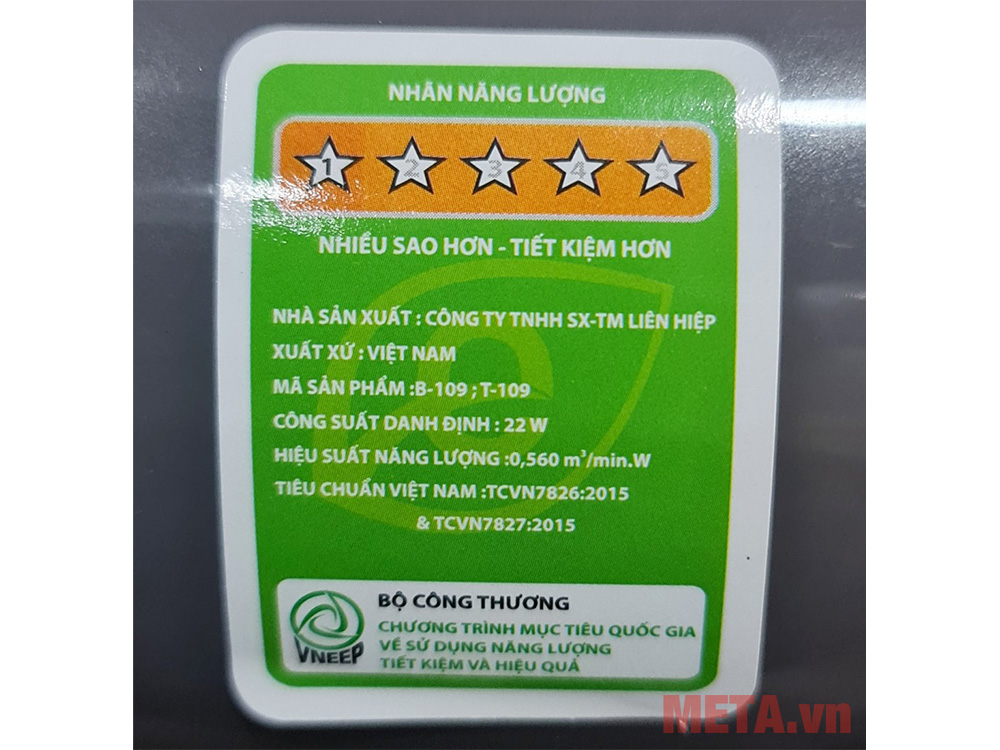 NHÃN NĂNG LƯỢNG
1 2 3 4 5
NHIỀU SAO HƠN - TIẾT KIỆM HƠN
NHÀ SẢN XUẤT : CÔNG TY TNHH SX-TM LIÊN HIỆP
XUẤT XỨ : VIỆT NAM
MÃ SẢN PHẨM :B-109 ; T-109
CÔNG SUẤT DANH ĐỊNH : 22 W
HIỆU SUẤT NĂNG LƯỢNG :0,560 m³/min.W
TIÊU CHUẨN VIỆT NAM :TCVN7826:2015
& TCVN7827:2015
BỘ CÔNG THƯƠNG
CHƯƠNG TRÌNH MỤC TIÊU QUỐC GIA
VỀ SỬ DỤNG NĂNG LƯỢNG
TIẾT KIỆM VÀ HIỆU QUẢ
VNEEP
META.vn